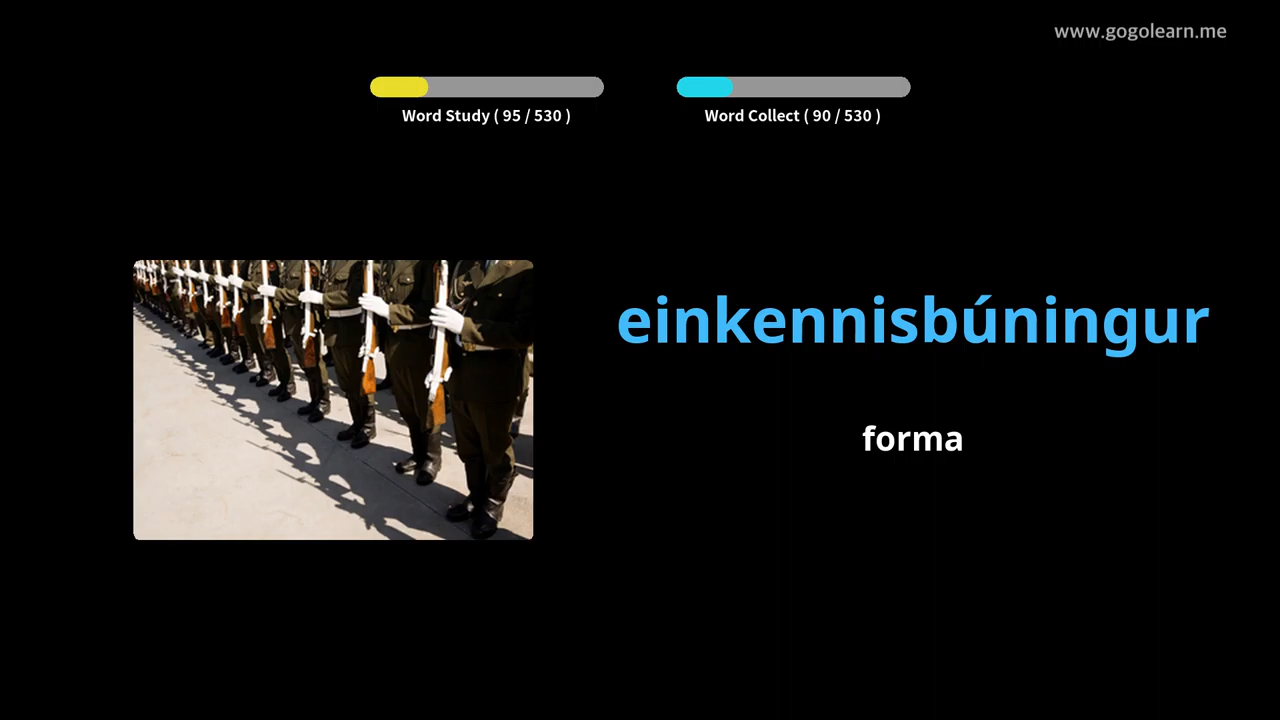 www.gogolearn.me
Word Study ( 95 / 530 )
Word Collect ( 90 / 530 )
einkennisbúningur
forma